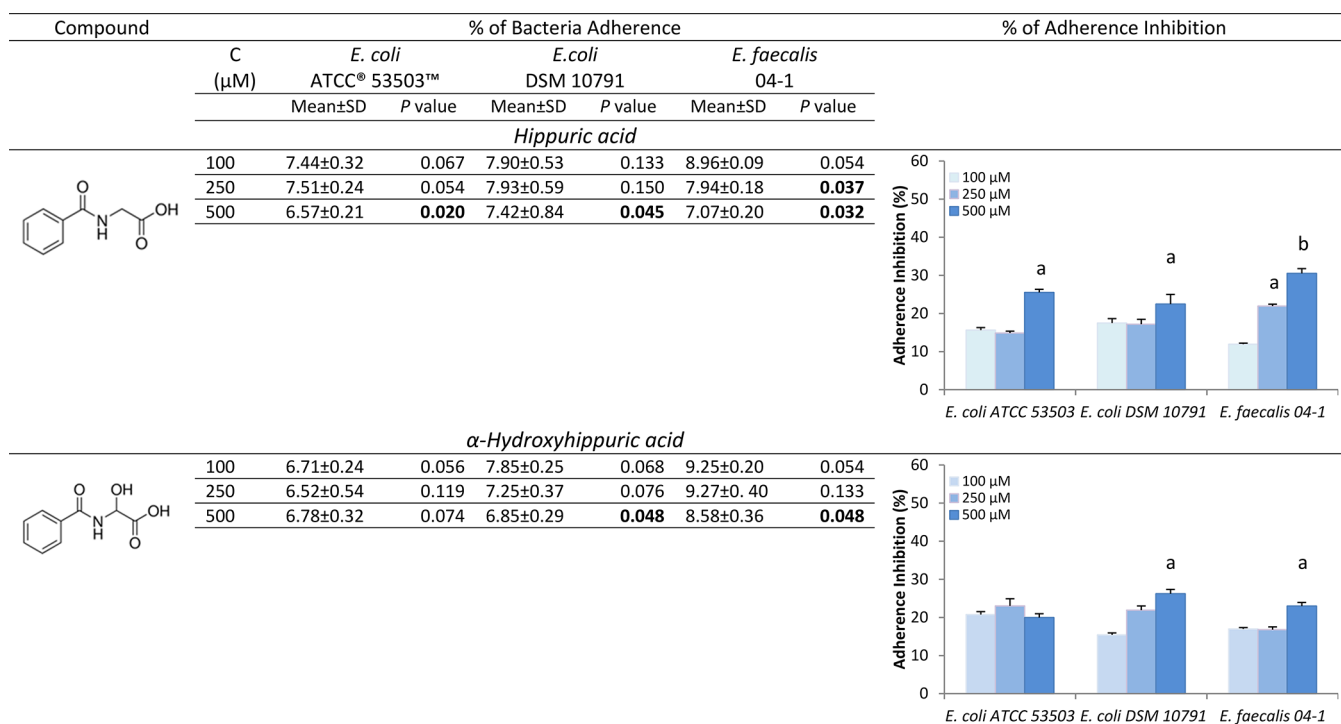 Compound % of Bacteria Adherence % of Adherence Inhibition
C E. coli E.coli E. faecalis
(µM) ATCC® 53503™ DSM 10791 04-1
Mean±SD P value Mean±SD P value Mean±SD P value
Hippuric acid
100 7.44±0.32 0.067 7.90±0.53 0.133 8.96±0.09 0.054
250 7.51±0.24 0.054 7.93±0.59 0.150 7.94±0.18 0.037
500 6.57±0.21 0.020 7.42±0.84 0.045 7.07±0.20 0.032
O
N
H
O
OH
Adherence Inhibition (%)
60
50
40
30
20
10
0
100 µM
250 µM
500 µM
a
a
a
b
E. coli ATCC 53503 E. coli DSM 10791 E. faecalis 04-1
α-Hydroxyhippuric acid
100 6.71±0.24 0.056 7.85±0.25 0.068 9.25±0.20 0.054
250 6.52±0.54 0.119 7.25±0.37 0.076 9.27±0. 40 0.133
500 6.78±0.32 0.074 6.85±0.29 0.048 8.58±0.36 0.048
O OH
N
H
O
OH
Adherence Inhibition (%)
60
50
40
30
20
10
0
100 µM
250 µM
500 µM
a
a
E. coli ATCC 53503 E. coli DSM 10791 E. faecalis 04-1